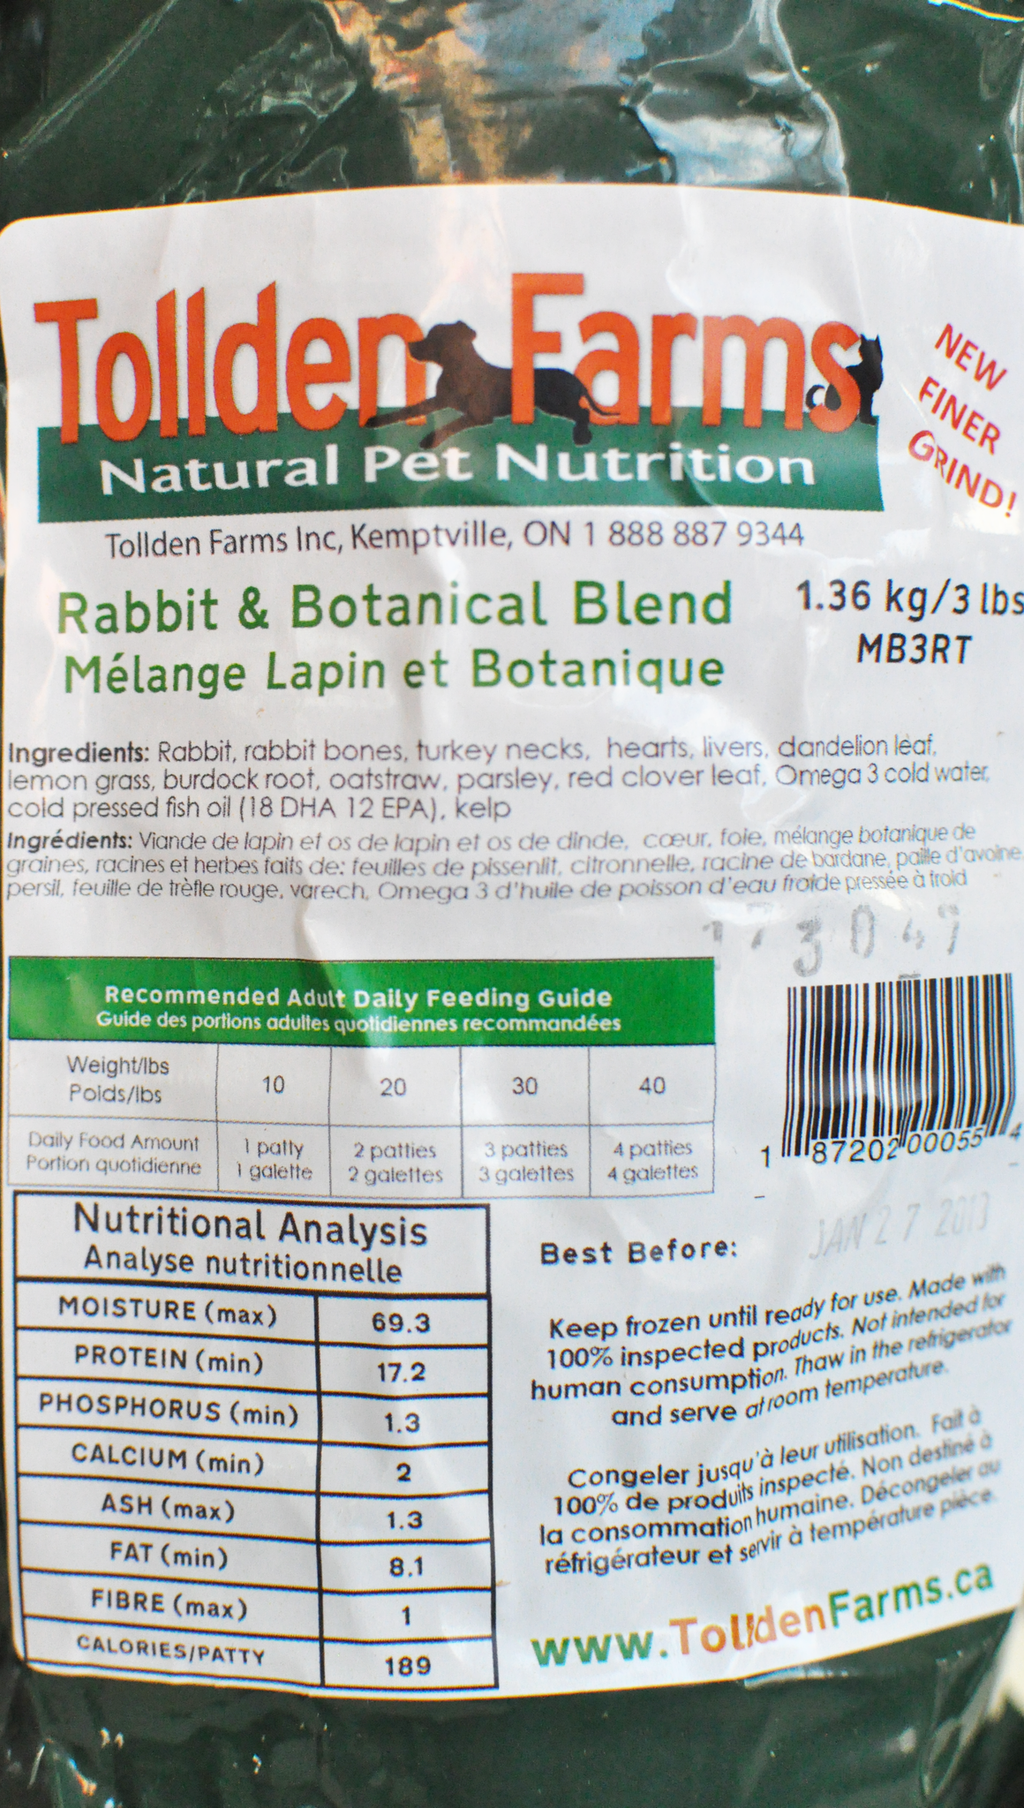 Tollden Farms
Natural Pet Nutrition
NEW
FINER
GRIND!
Tollden Farms Inc, Kemptville, ON 1 888 887 9344
Rabbit & Botanical Blend
Mélange Lapin et Botanique
1.36 kg/3 lbs
MB3RT
Ingredients: Rabbit, rabbit bones, turkey necks, hearts, livers, dandelion leaf,
lemon grass, burdock root, oatstraw, parsley, red clover leaf, Omega 3 cold water,
cold pressed fish oil (18 DHA 12 EPA), kelp
Ingrédients: Viande de lapin et os de lapin et os de dinde, cœur, foie, mélange botanique de
graines, racines et herbes faits de: feuilles de pissenlit, citronnelle, racine de bardane, paille d'avoine
persil, feuille de trèfle rouge, varech, Omega 3 d'huile de poisson d'eau froide pressée à froid
Recommended Adult Daily Feeding Guide
Guide des portions adultes quotidiennes recommandées
Weight/lbs
Poids/lbs
10 20 30 40
Daily Food Amount 1 patty 2 patties 3 patties 4 patties
Portion quotidienne 1 galette 2 galettes 3 galettes 4 galettes
1 87202 00055 4
Nutritional Analysis
Analyse nutritionnelle
MOISTURE (max) 69.3
PROTEIN (min) 17.2
PHOSPHORUS (min) 1.3
CALCIUM (min) 2
ASH (max) 1.3
FAT (min) 8.1
FIBRE (max) 1
CALORIES/PATTY 189
Best Before: JAN 27 2013
Keep frozen until ready for use. Made with
100% inspected products. Not intended for
human consumption. Thaw in the refrigerator
and serve at room temperature.
Congeler jusqu'à leur utilisation. Fait à
100% de produits inspecté. Non destiné à
la consommation humaine. Décongeler au
réfrigérateur et servir à température pièce.
www.TolldenFarms.ca